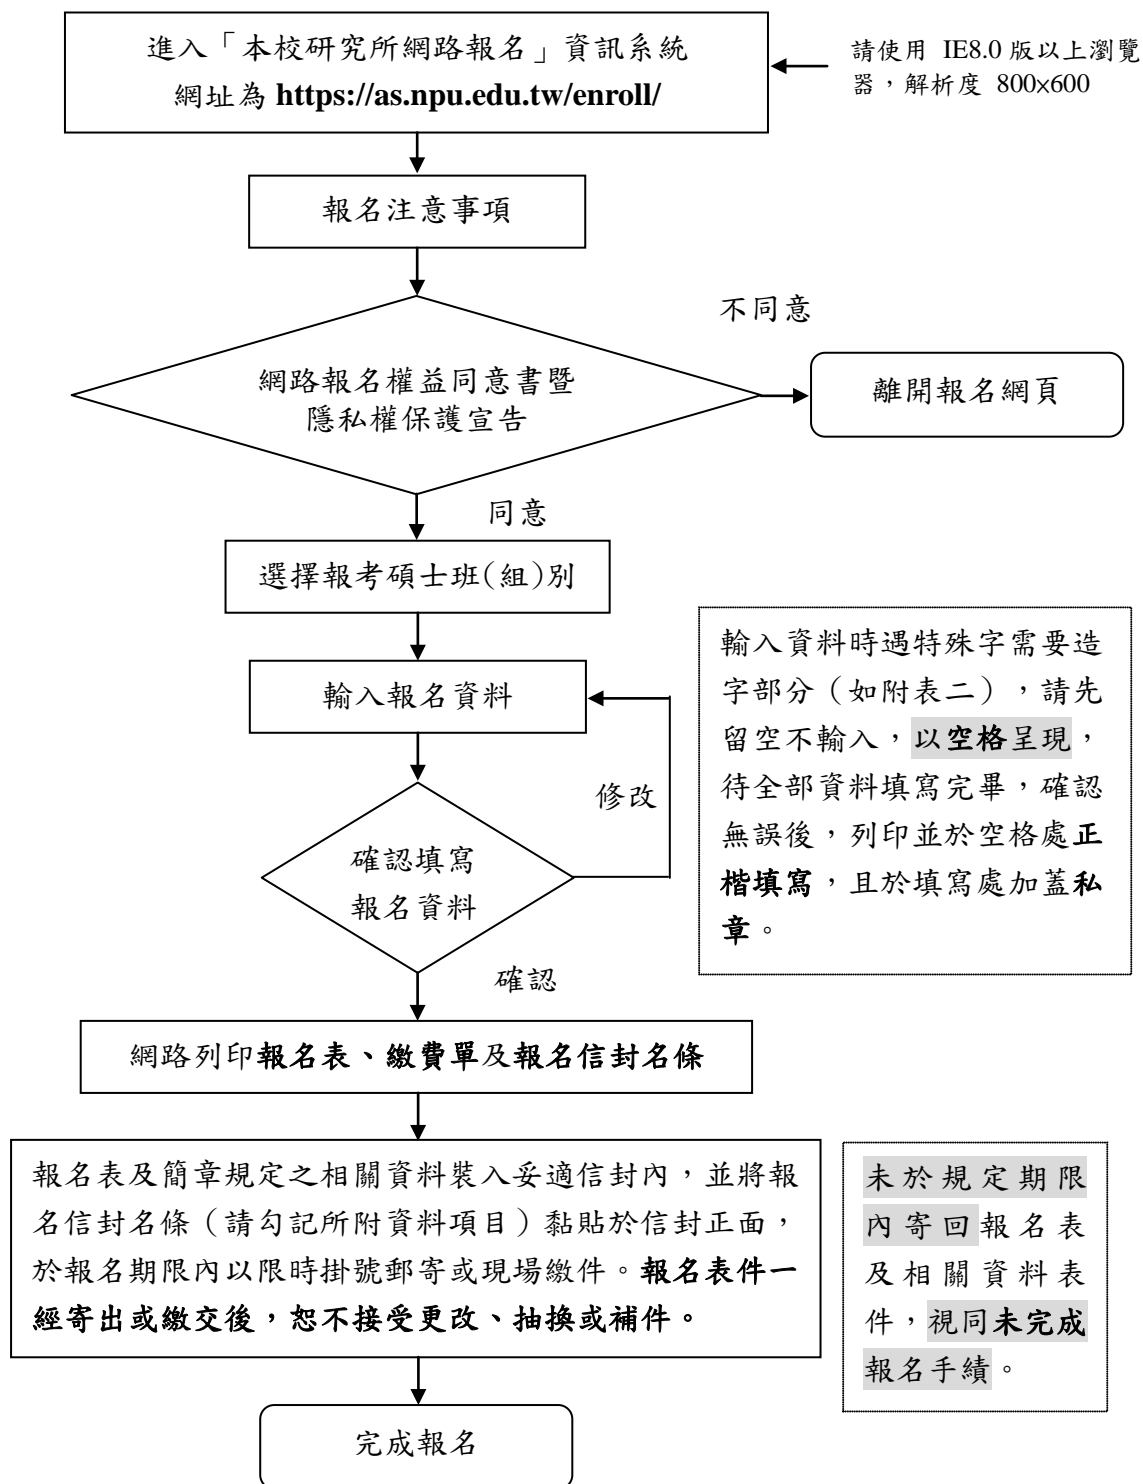 進入「本校研究所網路報名」資訊系統
網址為 https://as.npu.edu.tw/enroll/
請使用 IE8.0 版以上瀏覽
器，解析度 800×600
報名注意事項
不同意
網路報名權益同意書暨
隱私權保護宣告
離開報名網頁
同意
選擇報考碩士班(組)別
輸入報名資料
修改
確認填寫
報名資料
輸入資料時遇特殊字需要造
字部分（如附表二），請先
留空不輸入，以空格呈現，
待全部資料填寫完畢，確認
無誤後，列印並於空格處正
楷填寫，且於填寫處加蓋私
章。
確認
網路列印報名表、繳費單及報名信封名條
報名表及簡章規定之相關資料裝入妥適信封內，並將報
名信封名條（請勾記所附資料項目）黏貼於信封正面，
於報名期限內以限時掛號郵寄或現場繳件。報名表件一
經寄出或繳交後，恕不接受更改、抽換或補件。
未於規定期限
內寄回報名表
及相關資料表
件，視同未完成
報名手續。
完成報名